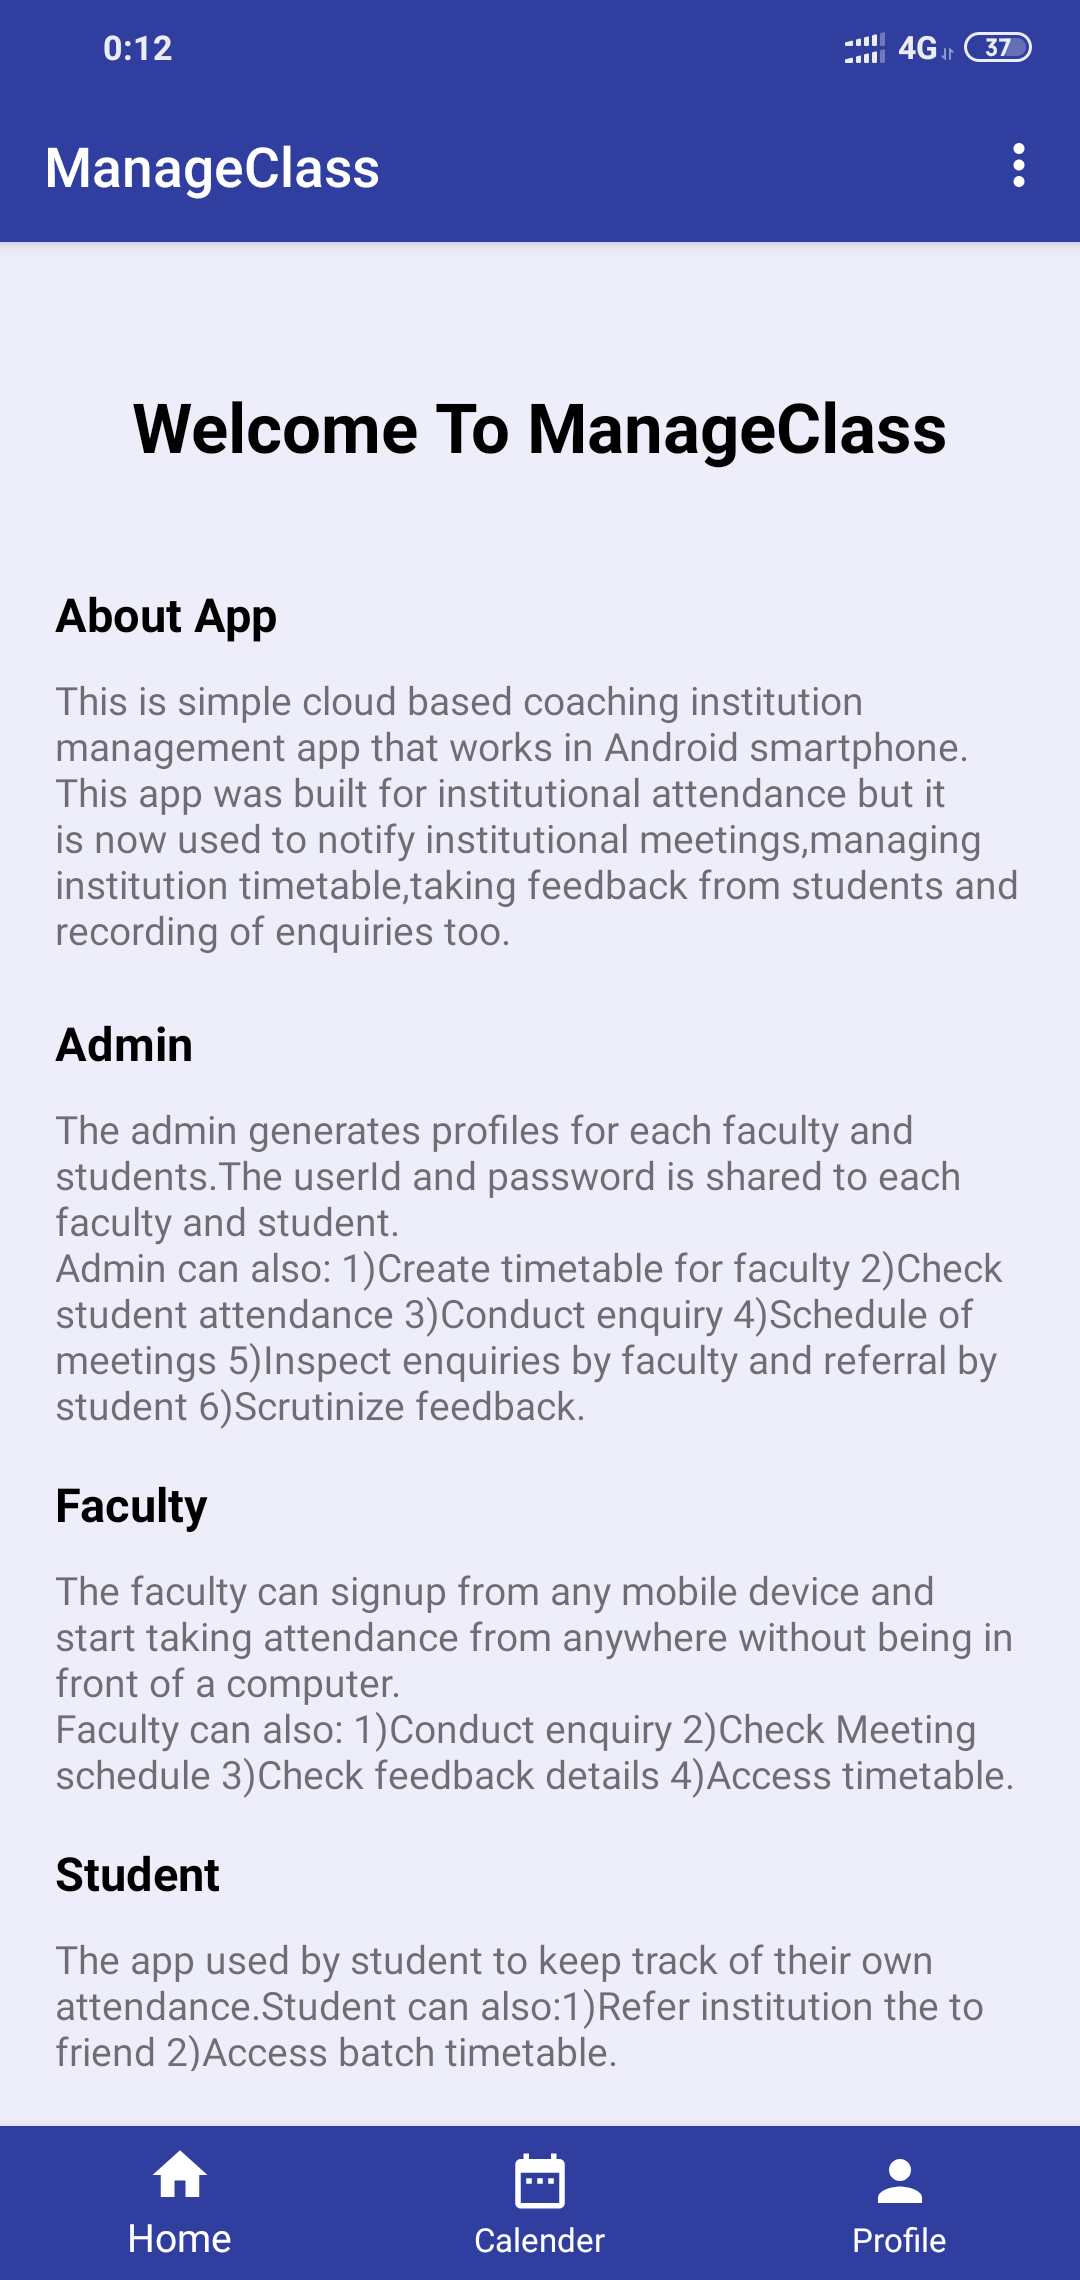 0:12
4G
37
ManageClass
Welcome To ManageClass
About App
This is simple cloud based coaching institution
management app that works in Android smartphone.
This app was built for institutional attendance but it
is now used to notify institutional meetings,managing
institution timetable,taking feedback from students and
recording of enquiries too.
Admin
The admin generates profiles for each faculty and
students.The userId and password is shared to each
faculty and student.
Admin can also: 1)Create timetable for faculty 2)Check
student attendance 3)Conduct enquiry 4)Schedule of
meetings 5)Inspect enquiries by faculty and referral by
student 6)Scrutinize feedback.
Faculty
The faculty can signup from any mobile device and
start taking attendance from anywhere without being in
front of a computer.
Faculty can also: 1)Conduct enquiry 2)Check Meeting
schedule 3)Check feedback details 4)Access timetable.
Student
The app used by student to keep track of their own
attendance.Student can also:1)Refer institution the to
friend 2)Access batch timetable.
Home
Calender
Profile